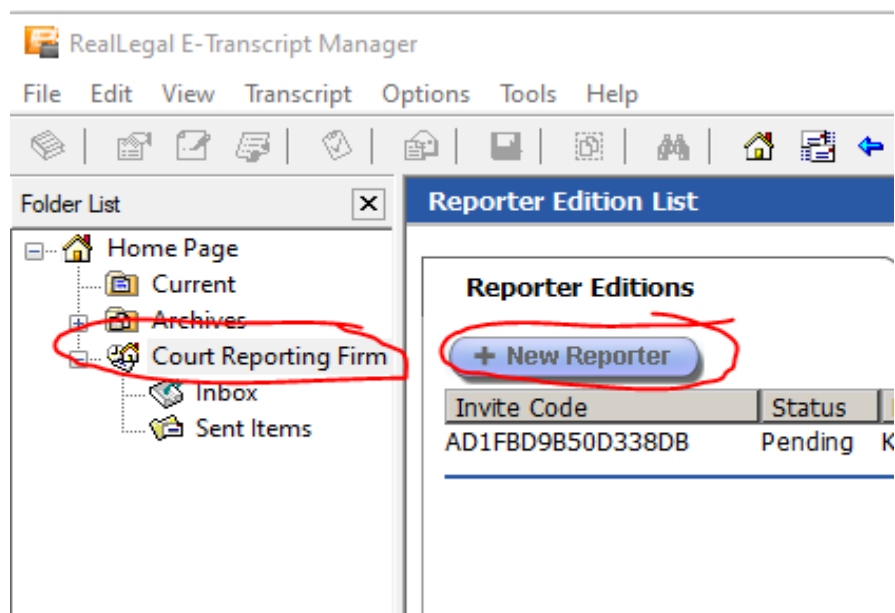 RealLegal E-Transcript Manager
File Edit View Transcript Options Tools Help
Folder List
Home Page
Current
Archives
Court Reporting Firm
Inbox
Sent Items
Reporter Edition List
Reporter Editions
+ New Reporter
Invite Code Status
AD1FBD9B50D338DB Pending K